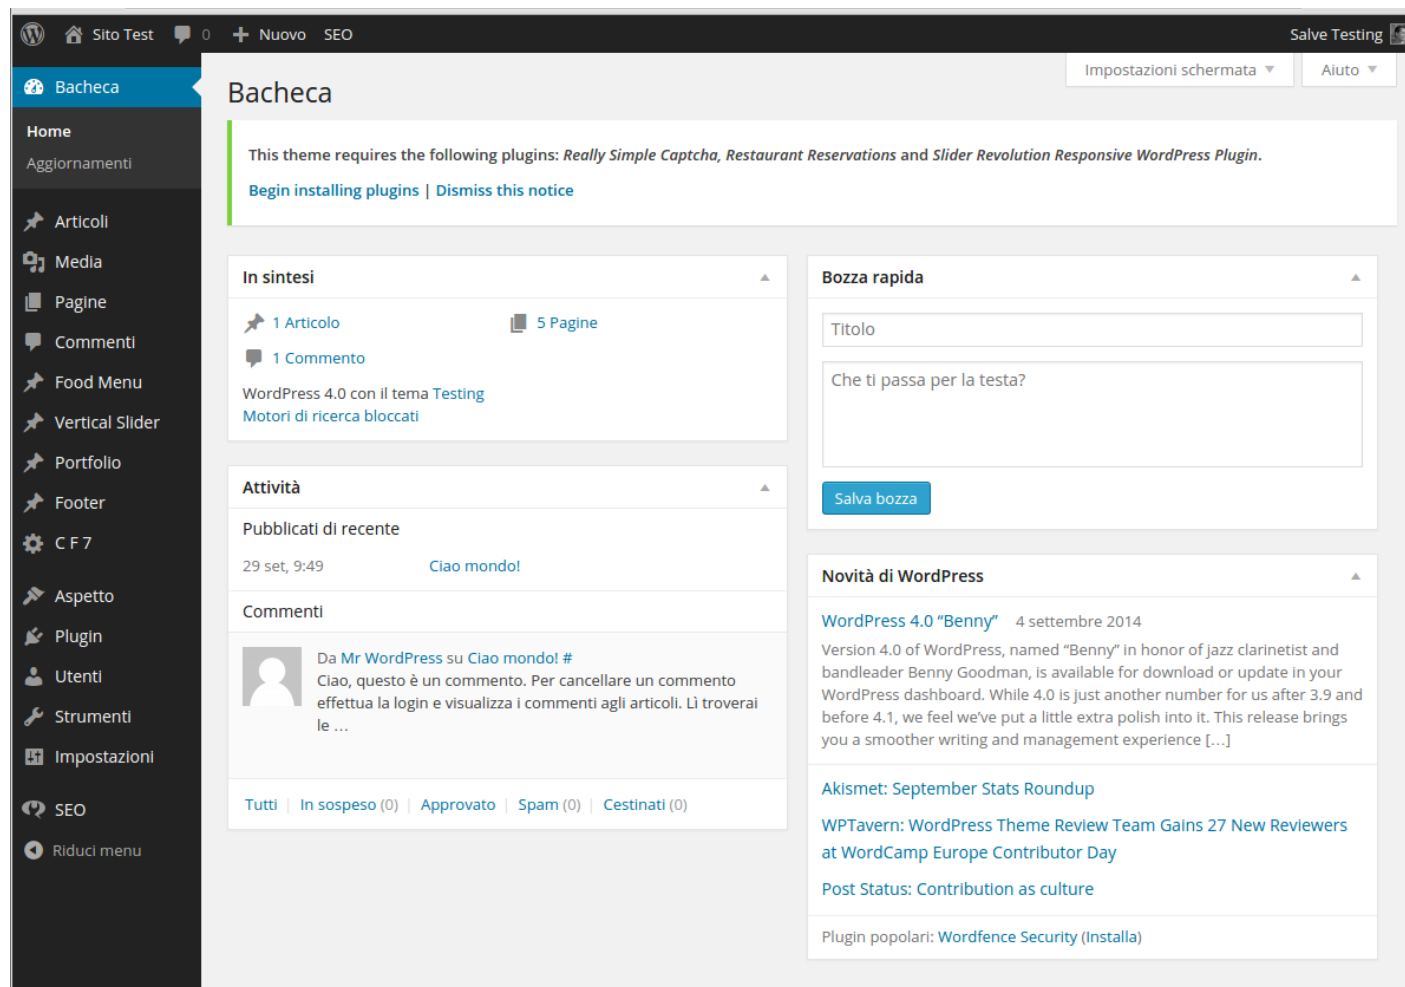 Sito Test 0 Nuovo SEO Salve Testing
Impostazioni schermata Aiuto
Bacheca
Home
Aggiornamenti
Articoli
Media
Pagine
Commenti
Food Menu
Vertical Slider
Portfolio
Footer
C F 7
Aspetto
Plugin
Utenti
Strumenti
Impostazioni
SEO
Riduci menu
Bacheca
This theme requires the following plugins: Really Simple Captcha, Restaurant Reservations and Slider Revolution Responsive WordPress Plugin.
Begin installing plugins | Dismiss this notice
In sintesi
1 Articolo 5 Pagine
1 Commento
WordPress 4.0 con il tema Testing
Motori di ricerca bloccati
Attività
Pubblicati di recente
29 set, 9:49 Ciao mondo!
Commenti
Da Mr WordPress su Ciao mondo! #
Ciao, questo è un commento. Per cancellare un commento
effettua la login e visualizza i commenti agli articoli. Lì troverai
le …
Tutti | In sospeso (0) | Approvato | Spam (0) | Cestinati (0)
Bozza rapida
Titolo
Che ti passa per la testa?
Salva bozza
Novità di WordPress
WordPress 4.0 “Benny” 4 settembre 2014
Version 4.0 of WordPress, named “Benny” in honor of jazz clarinetist and
bandleader Benny Goodman, is available for download or update in your
WordPress dashboard. While 4.0 is just another number for us after 3.9 and
before 4.1, we feel we’ve put a little extra polish into it. This release brings
you a smoother writing and management experience […]
Akismet: September Stats Roundup
WPTavern: WordPress Theme Review Team Gains 27 New Reviewers
at WordCamp Europe Contributor Day
Post Status: Contribution as culture
Plugin popolari: Wordfence Security (Installa)